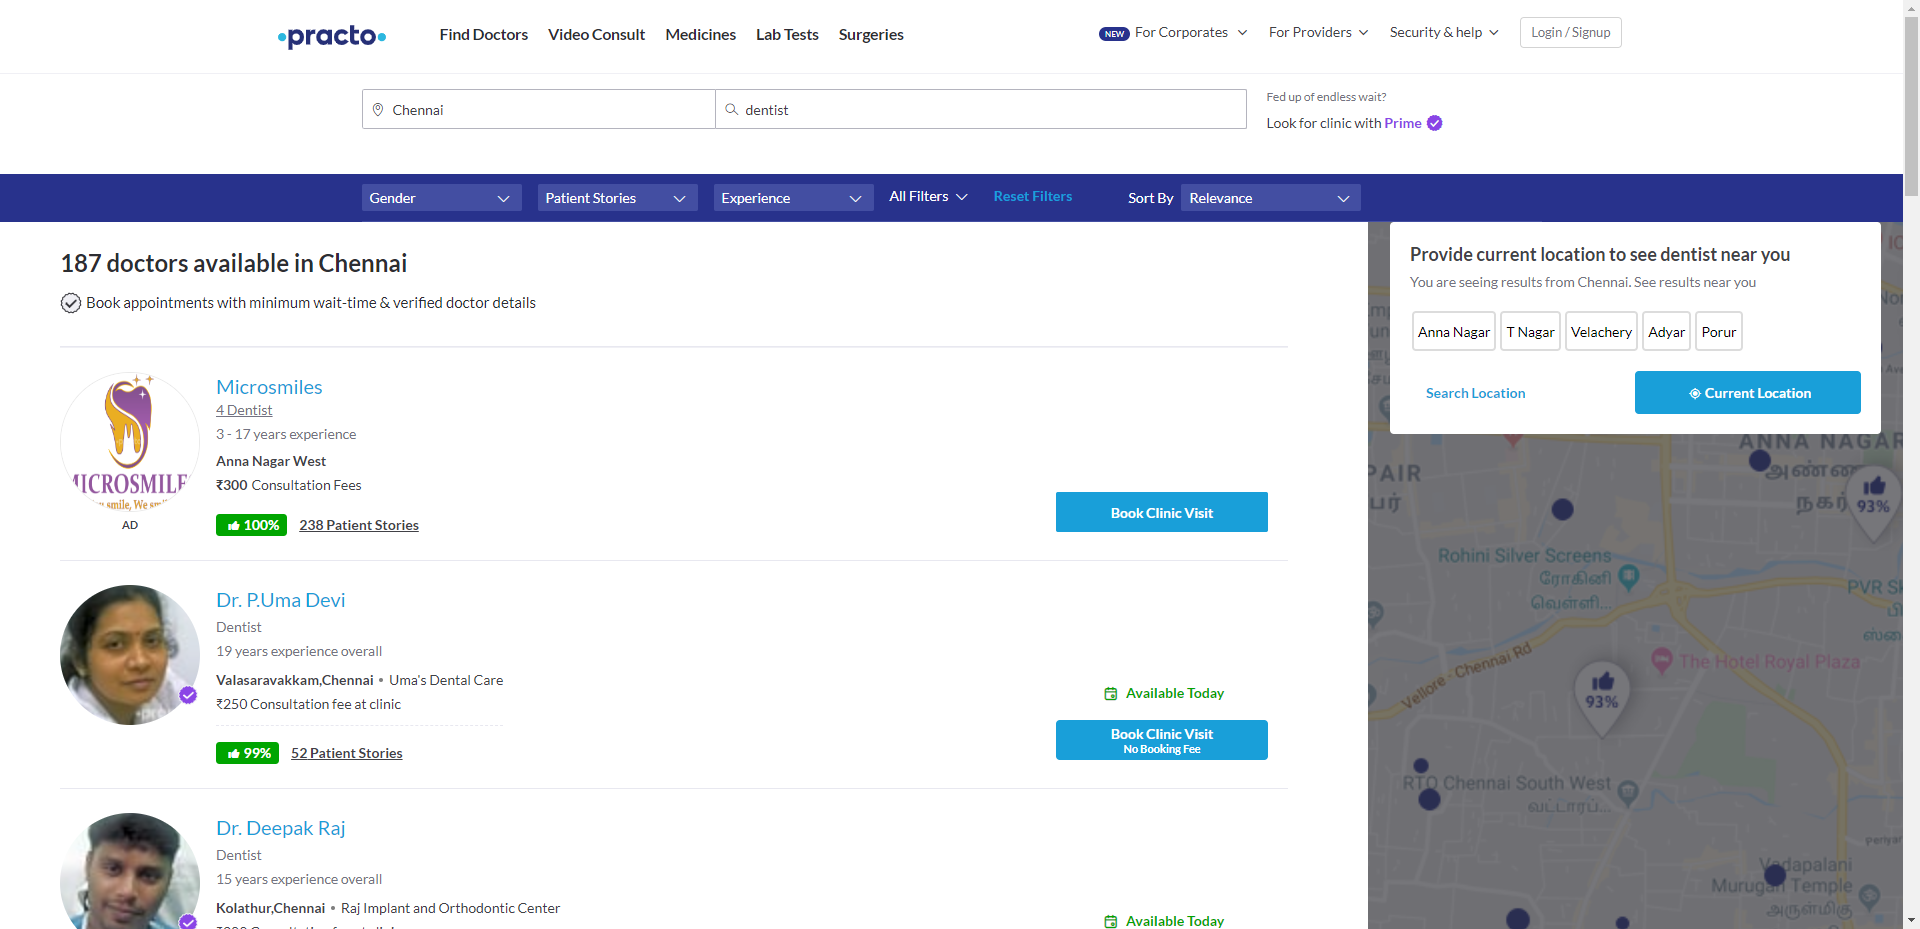 practo
Find Doctors
Video Consult
Medicines
Lab Tests
Surgeries
NEW For Corporates
For Providers
Security & help
Login / Signup
Chennai
dentist
Fed up of endless wait?
Look for clinic with Prime
Gender
Patient Stories
Experience
All Filters
Reset Filters
Sort By
Relevance
187 doctors available in Chennai
Book appointments with minimum wait-time & verified doctor details
MICROSMILE
smile, We
AD
Microsmiles
4 Dentist
3 - 17 years experience
Anna Nagar West
₹300 Consultation Fees
100%
238 Patient Stories
Book Clinic Visit
Dr. P.Uma Devi
Dentist
19 years experience overall
Valasaravakkam,Chennai • Uma's Dental Care
₹250 Consultation fee at clinic
99%
52 Patient Stories
Available Today
Book Clinic Visit
No Booking Fee
Dr. Deepak Raj
Dentist
15 years experience overall
Kolathur,Chennai • Raj Implant and Orthodontic Center
Available Today
Provide current location to see dentist near you
You are seeing results from Chennai. See results near you
Anna Nagar
T Nagar
Velachery
Adyar
Porur
Search Location
Current Location
ANNA NAGAR
அண்ண
நகர்
93%
PAIR
பர்
Rohini Silver Screens
ரோகினி
வெள்ளி...
PVR SK
Vellore - Chennai Rd
The Hotel Royal Plaza
93%
RTO Chennai South West
வட்டாரப்...
Vadapalani
Murugan Temple
அருள்மிகு